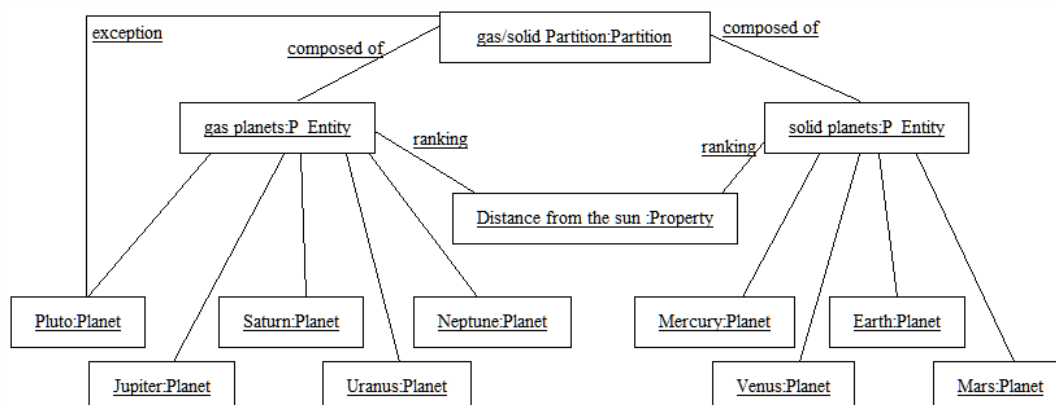 exception
gas/solid Partition:Partition
composed of
composed of
gas planets:P_Entity
solid planets:P_Entity
ranking
ranking
Distance from the sun :Property
Pluto:Planet
Saturn:Planet
Neptune:Planet
Mercury:Planet
Earth:Planet
Jupiter:Planet
Uranus:Planet
Venus:Planet
Mars:Planet